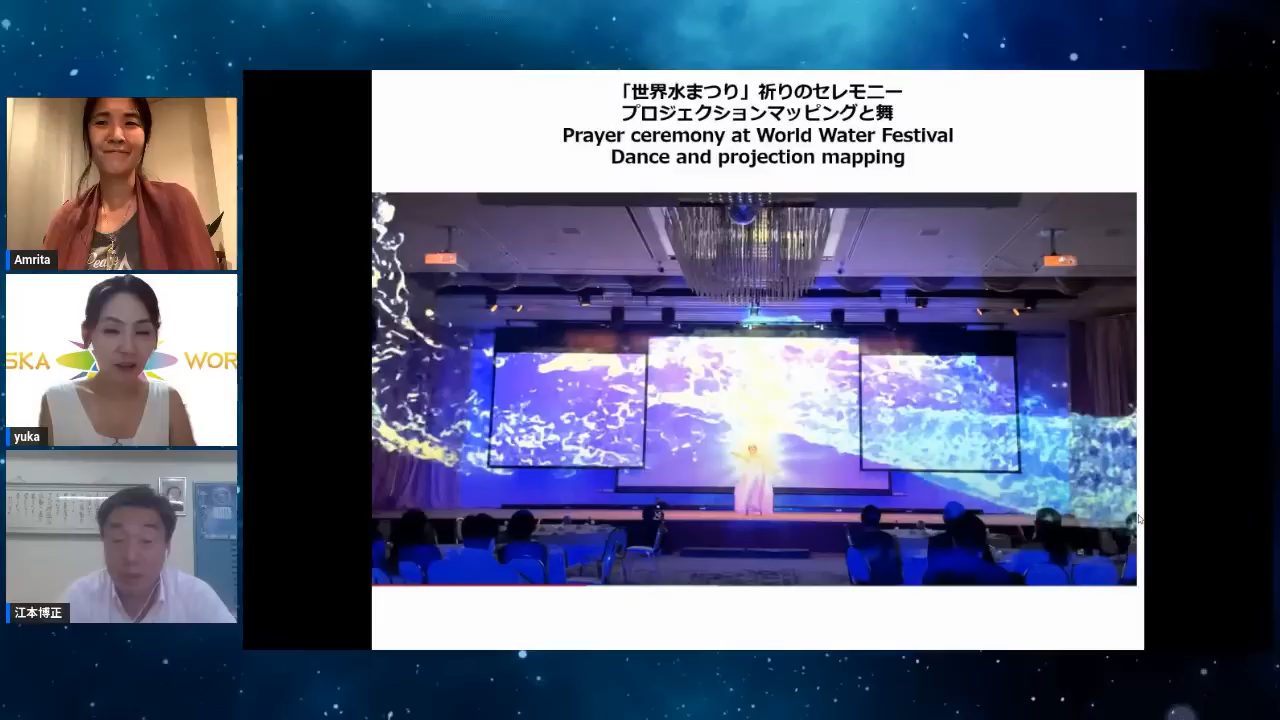 「世界水まつり」祈りのセレモニー
プロジェクションマッピングと舞
Prayer ceremony at World Water Festival
Dance and projection mapping
Amrita
SKA WOR
yuka
江本博正